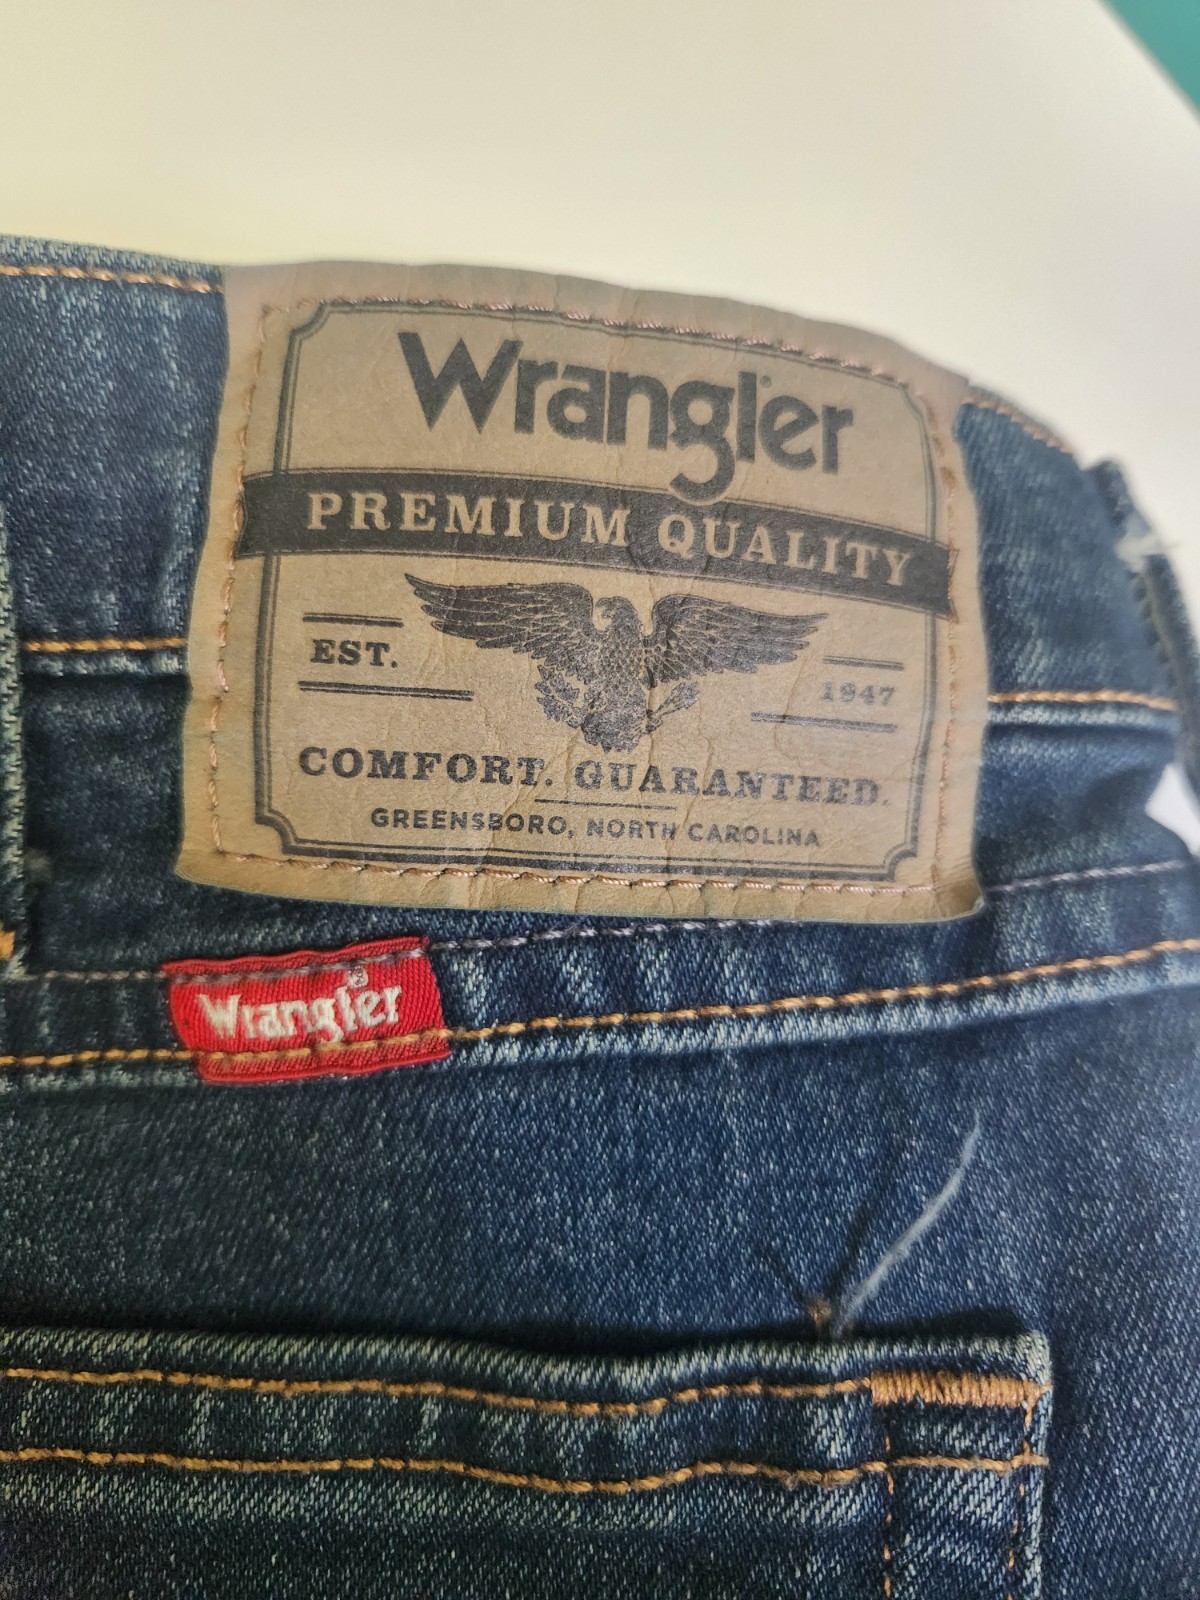 Wrangler
PREMIUM QUALITY
EST. 1947
COMFORT. GUARANTEED.
GREENSBORO, NORTH CAROLINA
Wrangler®